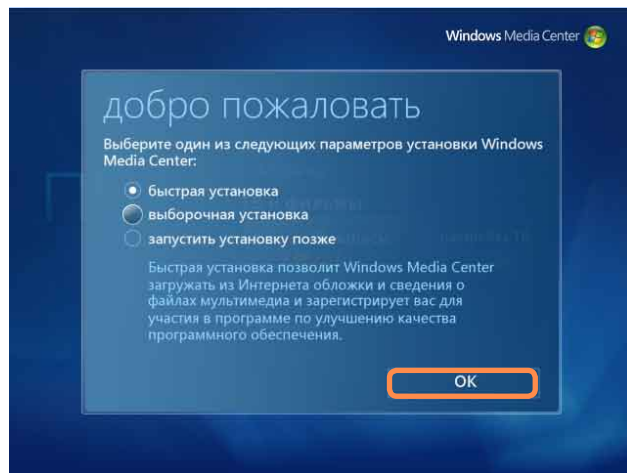 Windows Media Center
добро пожаловать
Выберите один из следующих параметров установки Windows
Media Center:
быстрая установка
выборочная установка
запустить установку позже
Быстрая установка позволит Windows Media Center
загружать из Интернета обложки и сведения о
файлах мультимедиа и зарегистрирует вас для
участия в программе по улучшению качества
программного обеспечения.
ОК